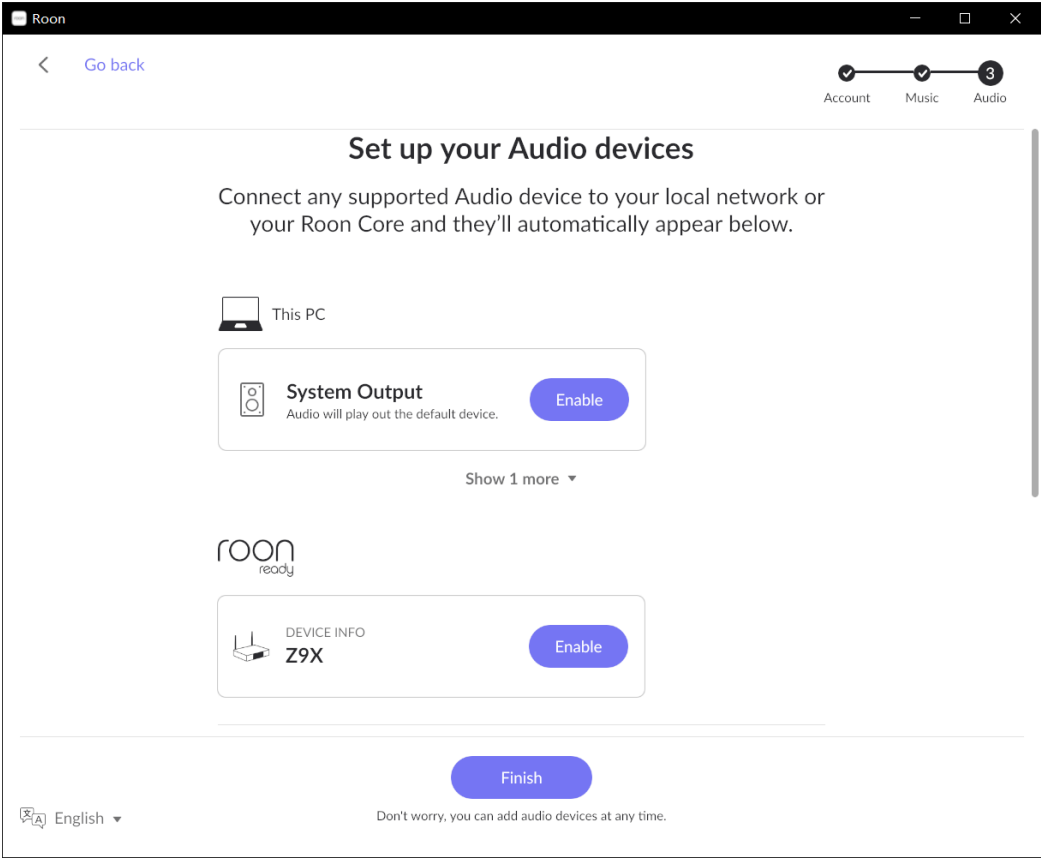 Roon
Go back
3
Account Music Audio
Set up your Audio devices
Connect any supported Audio device to your local network or
your Roon Core and they’ll automatically appear below.
This PC
System Output
Audio will play out the default device.
Enable
Show 1 more
roon
ready
DEVICE INFO
Z9X
Enable
Finish
Don't worry, you can add audio devices at any time.
文A English